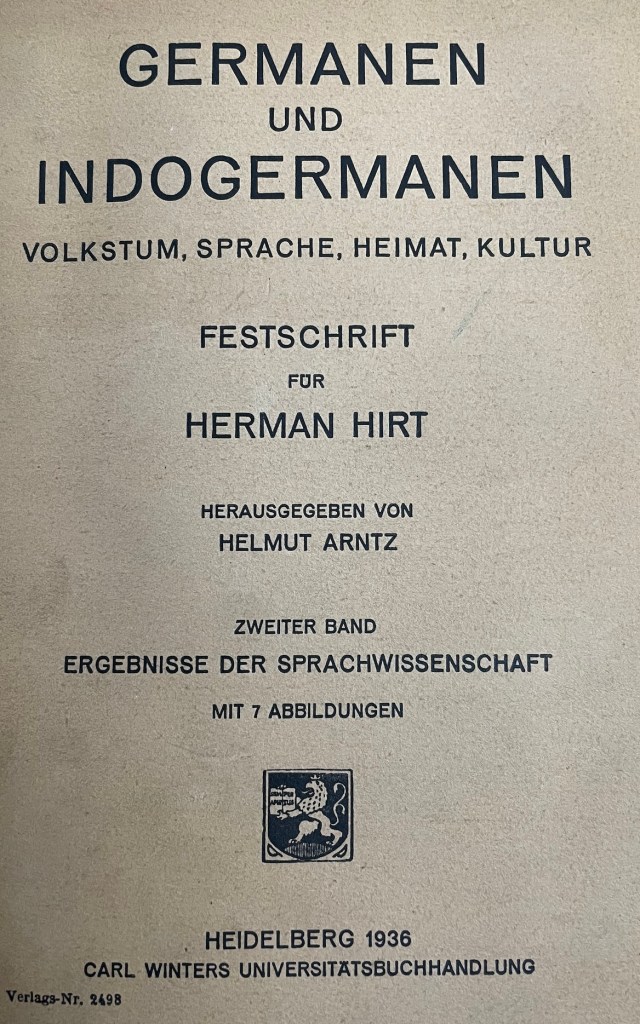 GERMANEN
UND
INDOGERMANEN
VOLKSTUM, SPRACHE, HEIMAT, KULTUR
FESTSCHRIFT
FÜR
HERMAN HIRT
HERAUSGEGEBEN VON
HELMUT ARNTZ
ZWEITER BAND
ERGEBNISSE DER SPRACHWISSENSCHAFT
MIT 7 ABBILDUNGEN
HEIDELBERG 1936
CARL WINTERS UNIVERSITÄTSBUCHHANDLUNG
Verlags-Nr. 2498